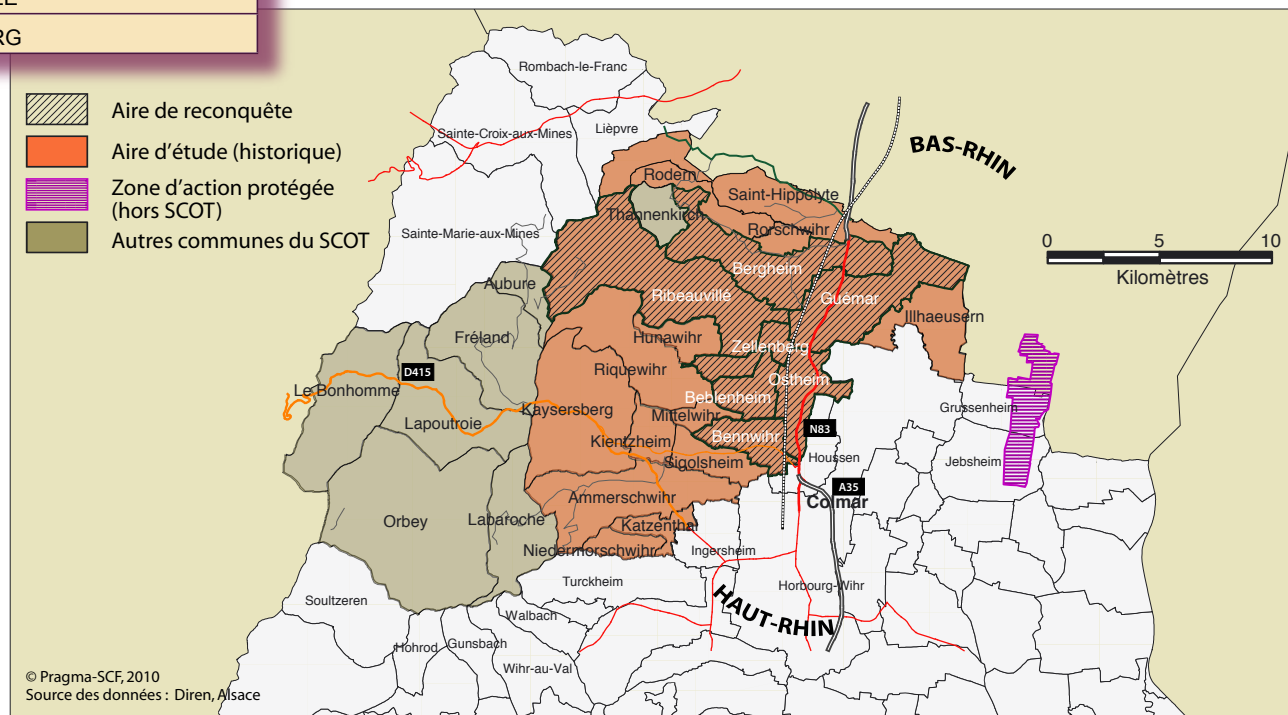 RG
Aire de reconquête
Aire d'étude (historique)
Zone d'action protégée
(hors SCOT)
Autres communes du SCOT
Rombach-le-Franc
Sainte-Croix-aux-Mines
Lièpvre
BAS-RHIN
Rodern
Saint-Hippolyte
Thannenkirch
Rorschwihr
Sainte-Marie-aux-Mines
0 5 10
Kilomètres
Bergheim
Aubure
Ribeauvillé
Guémar
Illhaeusern
Fréland
Hunawihr
Zellenberg
D415
Riquewihr
Ostheim
Le Bonhomme
Beblenheim
Kaysersberg
Mittelwihr
Grussenheim
Lapoutroie
Kientzheim
Bennwihr
N83
Houssen
Sigolsheim
Jebsheim
A35
Ammerschwihr
Colmar
Orbey
Labaroche
Katzenthal
Niedermorschwihr
Ingersheim
Turckheim
Horbourg-Wihr
Soultzeren
HAUT-RHIN
Walbach
Hohrod
Gunsbach
Wihr-au-Val
© Pragma-SCF, 2010
Source des données : Diren, Alsace